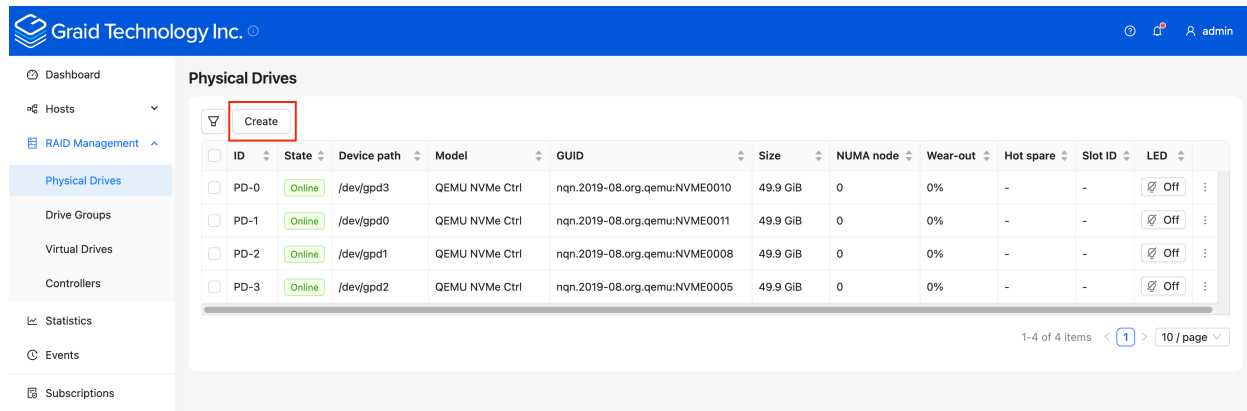 Graid Technology Inc.
admin
Dashboard
Hosts
RAID Management
Physical Drives
Drive Groups
Virtual Drives
Controllers
Statistics
Events
Subscriptions
Physical Drives
Create
ID State Device path Model GUID Size NUMA node Wear-out Hot spare Slot ID LED
PD-0 Online /dev/gpd3 QEMU NVMe Ctrl nqn.2019-08.org.qemu:NVME0010 49.9 GiB 0 0% - - Off
PD-1 Online /dev/gpd0 QEMU NVMe Ctrl nqn.2019-08.org.qemu:NVME0011 49.9 GiB 0 0% - - Off
PD-2 Online /dev/gpd1 QEMU NVMe Ctrl nqn.2019-08.org.qemu:NVME0008 49.9 GiB 0 0% - - Off
PD-3 Online /dev/gpd2 QEMU NVMe Ctrl nqn.2019-08.org.qemu:NVME0005 49.9 GiB 0 0% - - Off
1-4 of 4 items < 1 > 10 / page